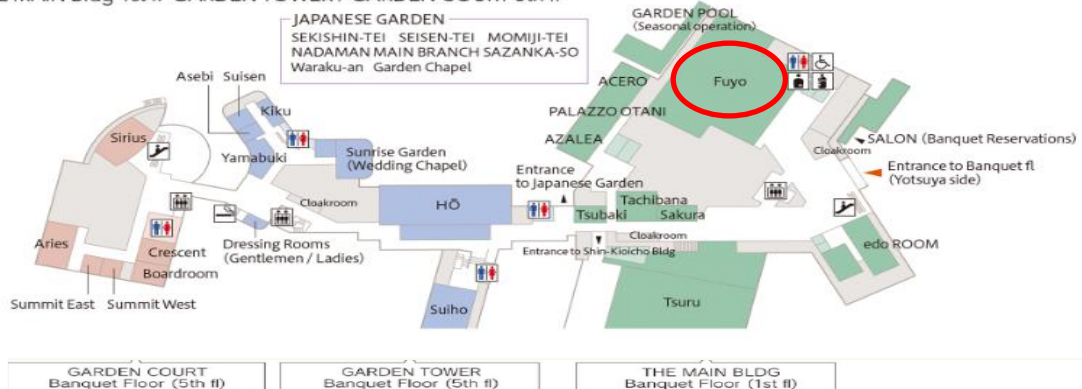 GARDEN TOWER / GARDEN COURT
JAPANESE GARDEN
SEKISHIN-TEI SEISEN-TEI MOMIJI-TEI
NADAMAN MAIN BRANCH SAZANKA-SO
Waraku-an Garden Chapel
GARDEN POOL
(Seasonal operation)
Asebi Suisen
ACERO
Fuyo
Kiku
PALAZZO OTANI
Sirius
AZALEA
SALON (Banquet Reservations)
Cloakroom
Yamabuki
Sunrise Garden
(Wedding Chapel)
Entrance to Banquet fl
(Yotsuya side)
Entrance
to Japanese Garden
Cloakroom
HŌ
Tachibana
Tsubaki Sakura
Cloakroom
Aries
Crescent
Dressing Rooms
(Gentlemen / Ladies)
Entrance to Shin-Kioicho Bldg
edo ROOM
Boardroom
Summit East Summit West
Suiho
Tsuru
GARDEN COURT
Banquet Floor (5th fl)
GARDEN TOWER
Banquet Floor (5th fl)
THE MAIN BLDG
Banquet Floor (1st fl)